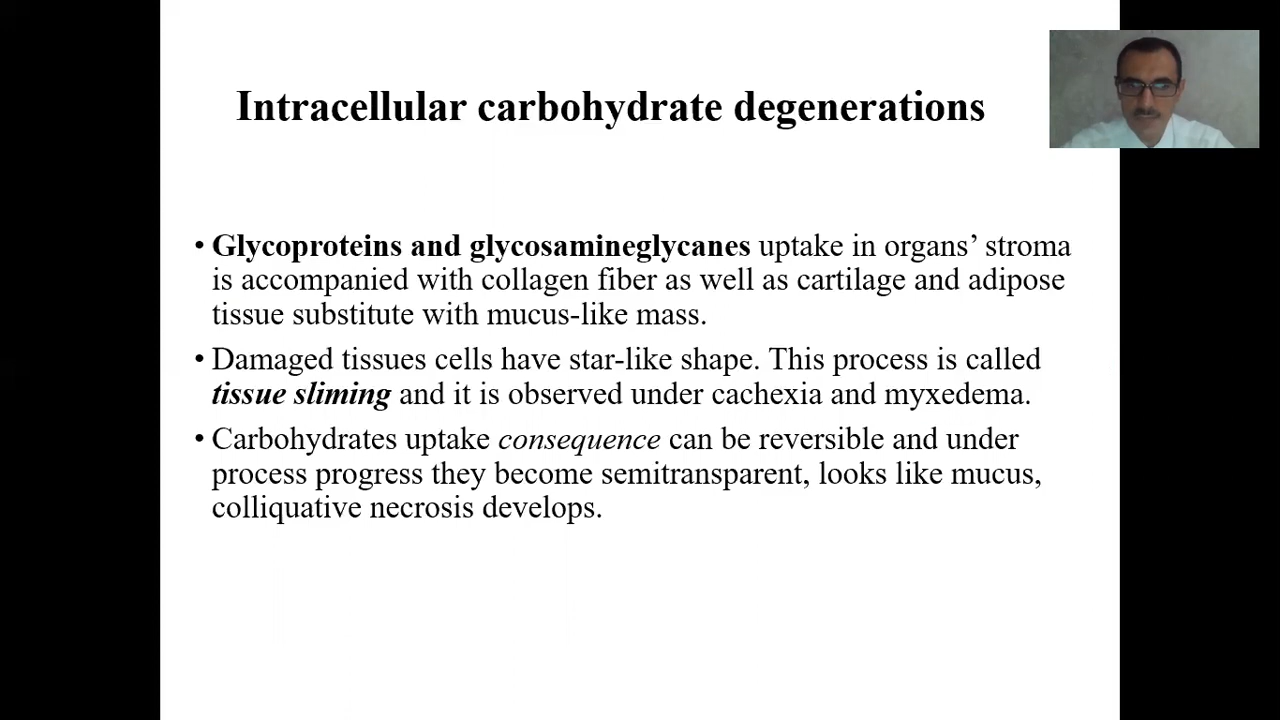 Intracellular carbohydrate degenerations
• Glycoproteins and glycosamineglycanes uptake in organs’ stroma
is accompanied with collagen fiber as well as cartilage and adipose
tissue substitute with mucus-like mass.
• Damaged tissues cells have star-like shape. This process is called
tissue sliming and it is observed under cachexia and myxedema.
• Carbohydrates uptake consequence can be reversible and under
process progress they become semitransparent, looks like mucus,
colliquative necrosis develops.